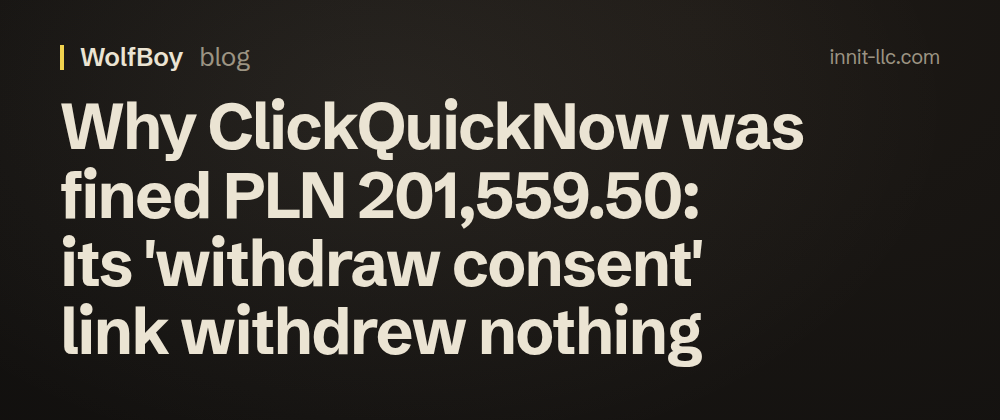 WolfBoy blog
innit-llc.com
Why ClickQuickNow was
fined PLN 201,559.50:
its 'withdraw consent'
link withdrew nothing